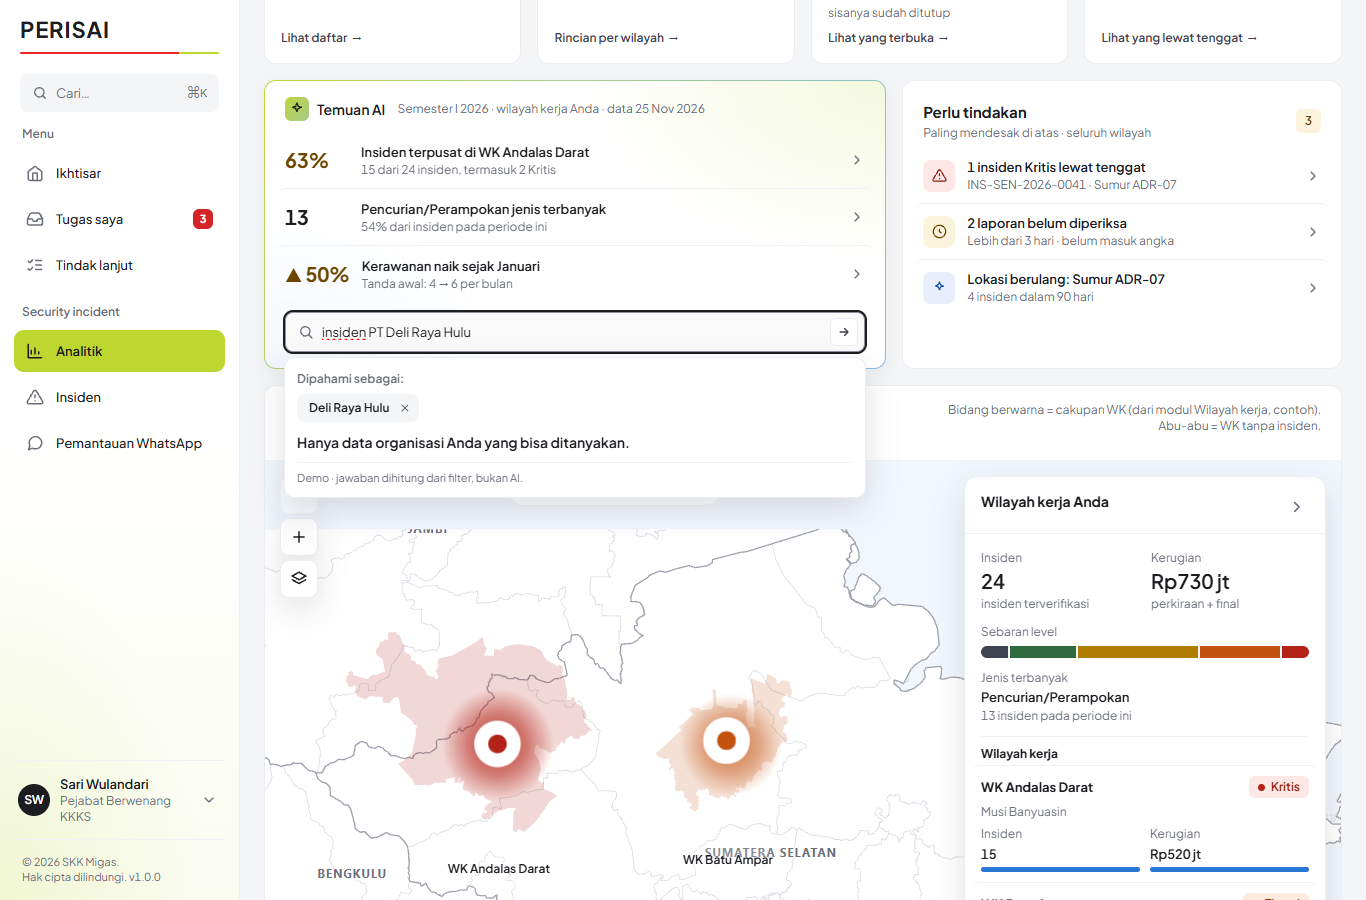 PERISAI
Cari...
⌘K
Menu
Ikhtisar
Tugas saya
3
Tindak lanjut
Security incident
Analitik
Insiden
Pemantauan WhatsApp
SW
Sari Wulandari
Pejabat Berwenang
KKKS
© 2026 SKK Migas.
Hak cipta dilindungi. v1.0.0
Lihat daftar →
Rincian per wilayah →
sisanya sudah ditutup
Lihat yang terbuka →
Lihat yang lewat tenggat →
Temuan AI
Semester I 2026 · wilayah kerja Anda · data 25 Nov 2026
63%
Insiden terpusat di WK Andalas Darat
15 dari 24 insiden, termasuk 2 Kritis
13
Pencurian/Perampokan jenis terbanyak
54% dari insiden pada periode ini
▲ 50%
Kerawanan naik sejak Januari
Tanda awal: 4 → 6 per bulan
insiden PT Deli Raya Hulu
Dipahami sebagai:
Deli Raya Hulu ×
Hanya data organisasi Anda yang bisa ditanyakan.
Demo · jawaban dihitung dari filter, bukan AI.
Perlu tindakan
Paling mendesak di atas · seluruh wilayah
3
1 insiden Kritis lewat tenggat
INS-SEN-2026-0041 · Sumur ADR-07
2 laporan belum diperiksa
Lebih dari 3 hari · belum masuk angka
Lokasi berulang: Sumur ADR-07
4 insiden dalam 90 hari
Bidang berwarna = cakupan WK (dari modul Wilayah kerja, contoh).
Abu-abu = WK tanpa insiden.
JAMBI
WK Andalas Darat
WK Batu Ampar
SUMATERA SELATAN
BENGKULU
Wilayah kerja Anda
Insiden
24
insiden terverifikasi
Kerugian
Rp730 jt
perkiraan + final
Sebaran level
Jenis terbanyak
Pencurian/Perampokan
13 insiden pada periode ini
Wilayah kerja
WK Andalas Darat
Kritis
Musi Banyuasin
Insiden
15
Kerugian
Rp520 jt